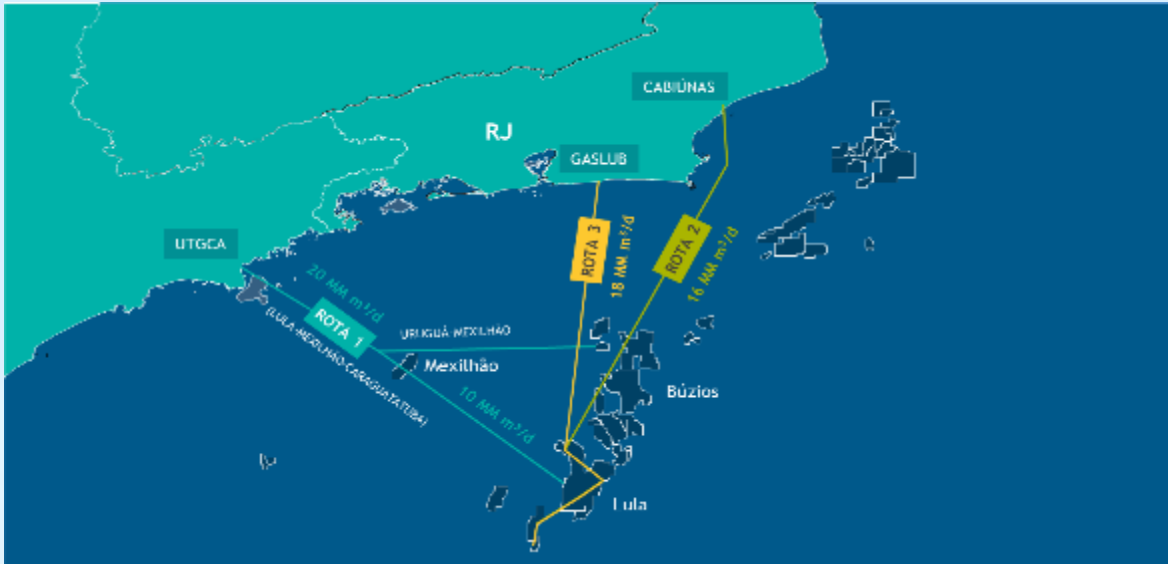 CABIÚNAS
RJ
GASLUB
UTGCA
ROTA 3
18 MM m³/d
ROTA 2
16 MM m³/d
20 MM m³/d
ROTA 1
(LULA-MEXILHÃO-CARAGUATATUBA)
URUGUÁ-MEXILHÃO
Mexilhão
10 MM m³/d
Búzios
Lula